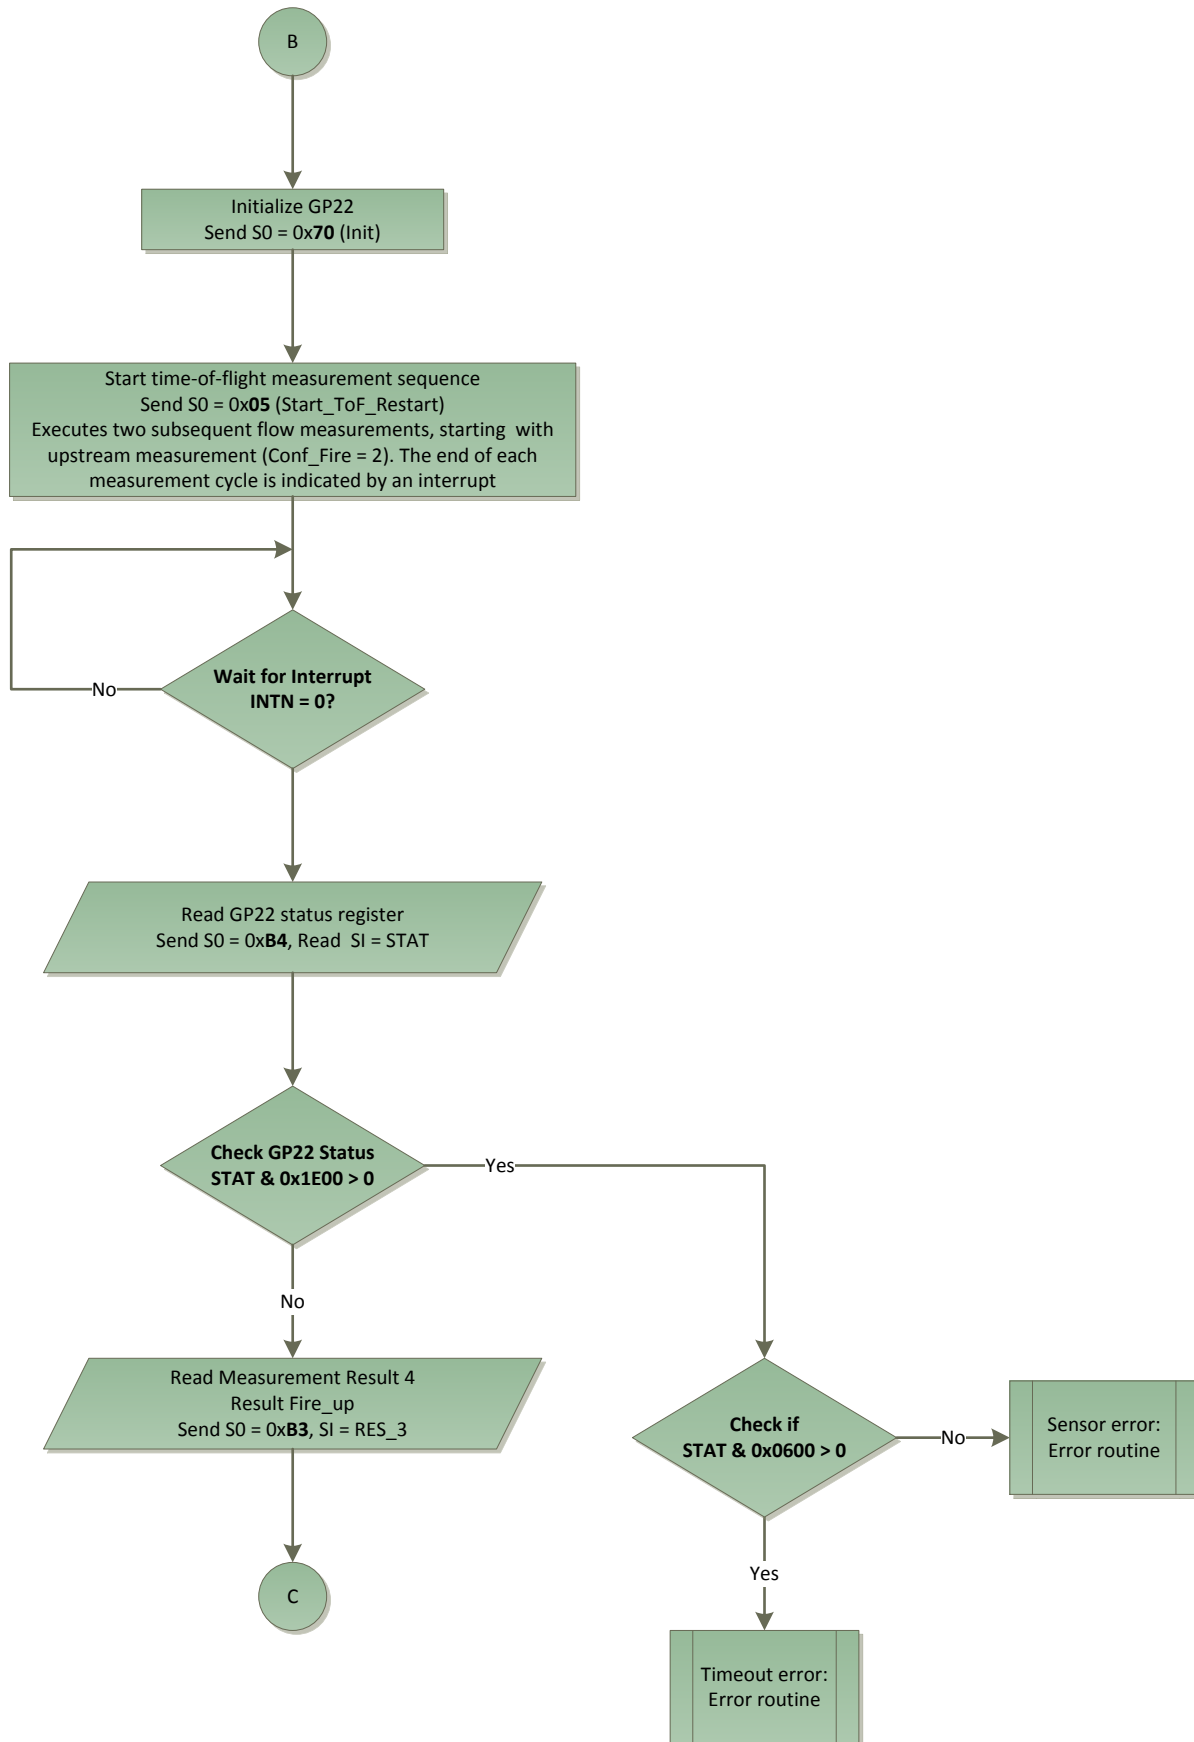 B
Initialize GP22
Send S0 = 0x70 (Init)
Start time-of-flight measurement sequence
Send S0 = 0x05 (Start_ToF_Restart)
Executes two subsequent flow measurements, starting  with
upstream measurement (Conf_Fire = 2). The end of each
measurement cycle is indicated by an interrupt
Wait for Interrupt
INTN = 0?
No
Read GP22 status register
Send S0 = 0xB4, Read  SI = STAT
Check GP22 Status
STAT & 0x1E00 > 0
Yes
No
Read Measurement Result 4
Result Fire_up
Send S0 = 0xB3, SI = RES_3
C
Check if
STAT & 0x0600 > 0
No
Sensor error:
Error routine
Yes
Timeout error:
Error routine